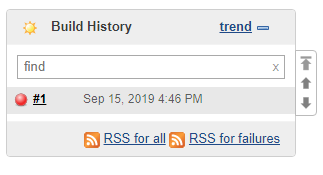 Build History trend
find x
#1 Sep 15, 2019 4:46 PM
RSS for all RSS for failures